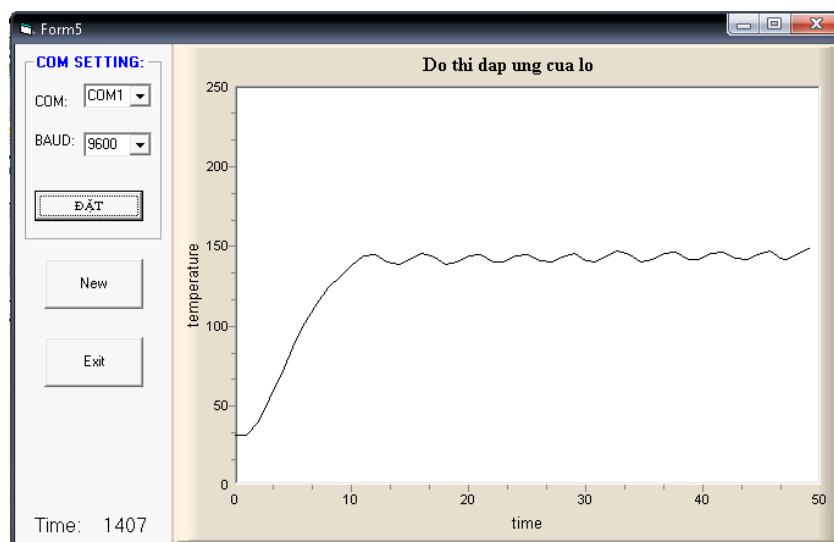 Form5
COM SETTING:
COM: COM1
BAUD: 9600
ĐẶT
New
Exit
Time: 1407
Do thi dap ung cua lo
temperature
250
200
150
100
50
0
0 10 20 30 40 50
time